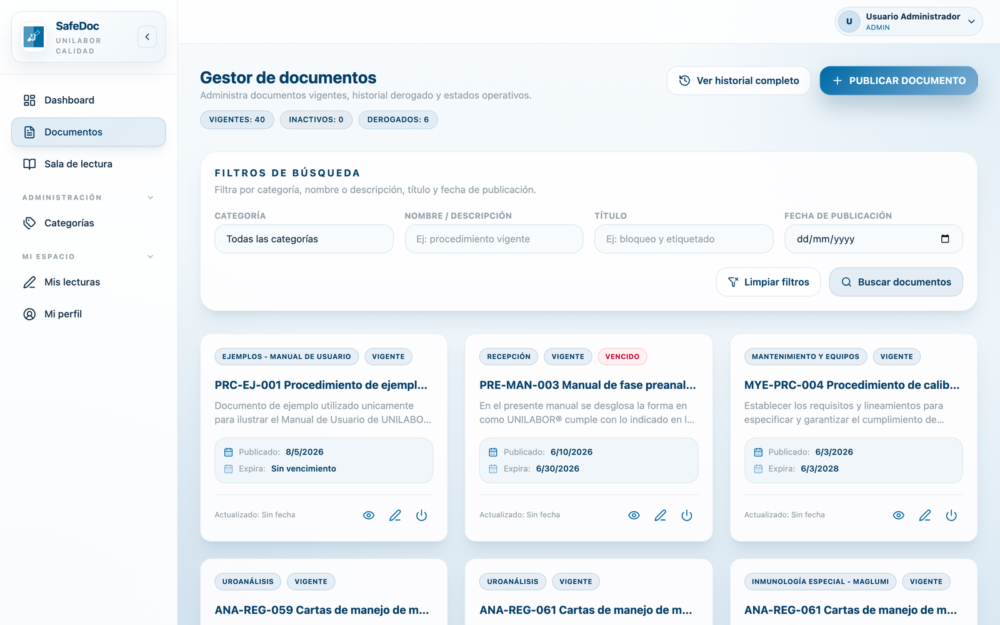 SafeDoc
UNILABOR
CALIDAD
Dashboard
Documentos
Sala de lectura
ADMINISTRACIÓN
Categorías
MI ESPACIO
Mis lecturas
Mi perfil
U
Usuario Administrador
ADMIN
Gestor de documentos
Administra documentos vigentes, historial derogado y estados operativos.
VIGENTES: 40
INACTIVOS: 0
DEROGADOS: 6
Ver historial completo
PUBLICAR DOCUMENTO
FILTROS DE BÚSQUEDA
Filtra por categoría, nombre o descripción, título y fecha de publicación.
CATEGORÍA
Todas las categorías
NOMBRE / DESCRIPCIÓN
Ej: procedimiento vigente
TÍTULO
Ej: bloqueo y etiquetado
FECHA DE PUBLICACIÓN
dd/mm/yyyy
Limpiar filtros
Buscar documentos
EJEMPLOS - MANUAL DE USUARIO
VIGENTE
PRC-EJ-001 Procedimiento de ejempl...
Documento de ejemplo utilizado unicamente
para ilustrar el Manual de Usuario de UNILABO...
Publicado: 8/5/2026
Expira: Sin vencimiento
Actualizado: Sin fecha
RECEPCIÓN
VIGENTE
VENCIDO
PRE-MAN-003 Manual de fase preanal...
En el presente manual se desglosa la forma en
como UNILABOR® cumple con lo indicado en l...
Publicado: 6/10/2026
Expira: 6/30/2026
Actualizado: Sin fecha
MANTENIMIENTO Y EQUIPOS
VIGENTE
MYE-PRC-004 Procedimiento de calib...
Establecer los requisitos y lineamientos para
especificar y garantizar el cumplimiento de...
Publicado: 6/3/2026
Expira: 6/3/2028
Actualizado: Sin fecha
UROANÁLISIS
VIGENTE
ANA-REG-059 Cartas de manejo de m...
UROANÁLISIS
VIGENTE
ANA-REG-061 Cartas de manejo de m...
INMUNOLOGÍA ESPECIAL - MAGLUMI
VIGENTE
ANA-REG-061 Cartas de manejo de m...